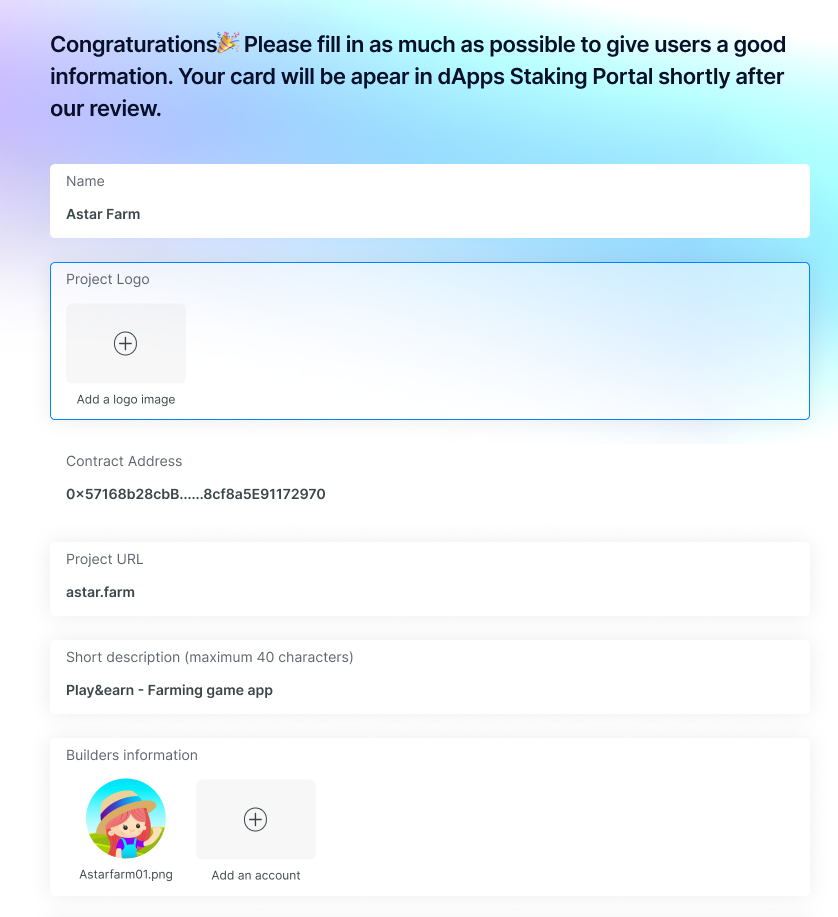 Congraturations🎉 Please fill in as much as possible to give users a good
information. Your card will be apear in dApps Staking Portal shortly after
our review.
Name
Astar Farm
Project Logo
Add a logo image
Contract Address
0×57168b28cbB......8cf8a5E91172970
Project URL
astar.farm
Short description (maximum 40 characters)
Play&earn - Farming game app
Builders information
Astarfarm01.png
Add an account